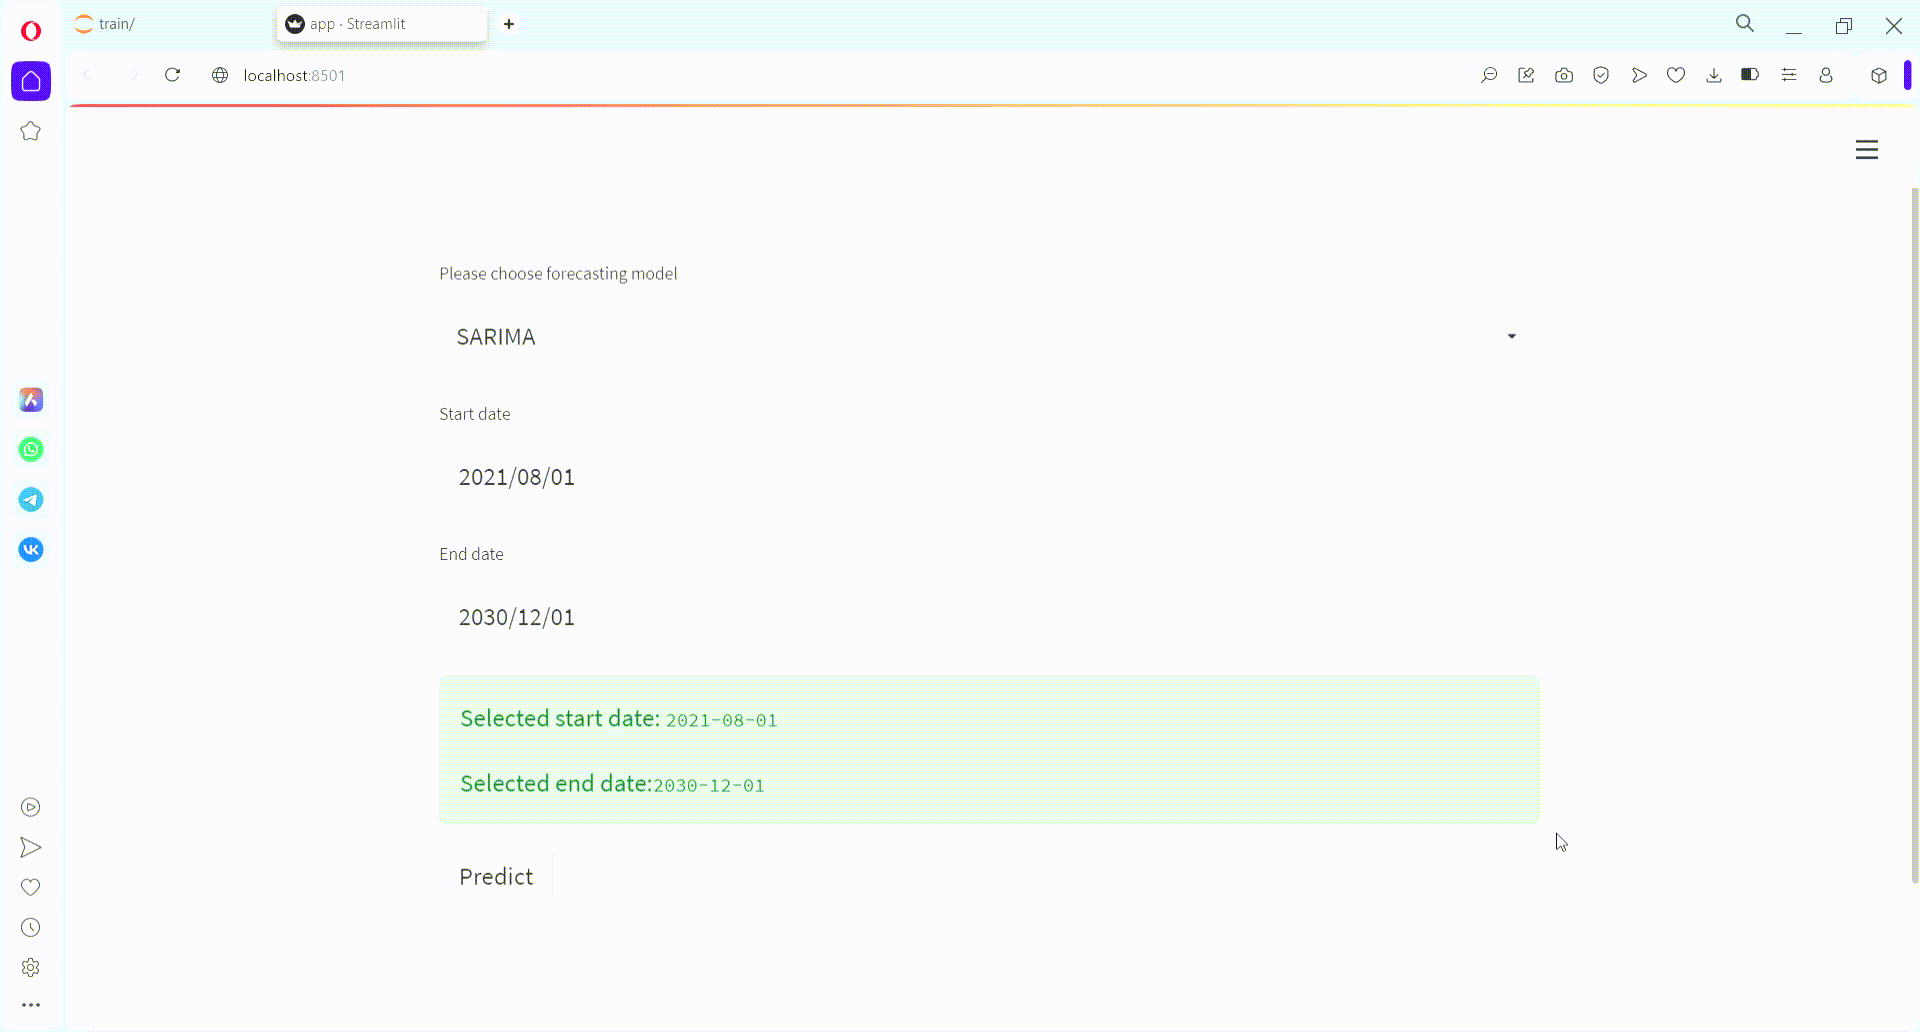 train/
app · Streamlit
localhost:8501
Please choose forecasting model
SARIMA
Start date
2021/08/01
End date
2030/12/01
Selected start date: 2021-08-01
Selected end date:2030-12-01
Predict